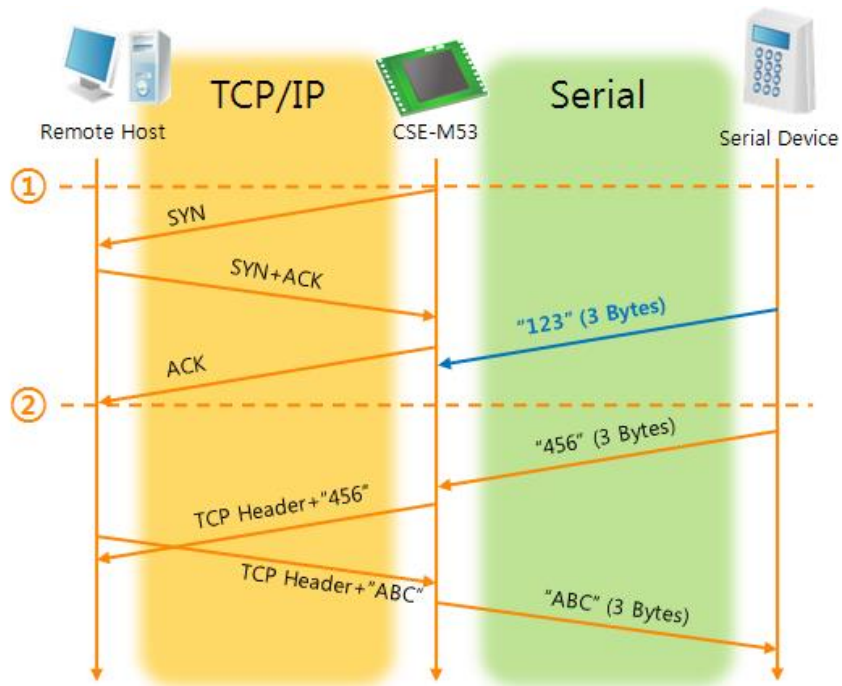 TCP/IP
Serial
Remote Host
CSE-M53
Serial Device
①
SYN
SYN+ACK
"123" (3 Bytes)
ACK
②
"456" (3 Bytes)
TCP Header+"456"
TCP Header+"ABC"
"ABC" (3 Bytes)